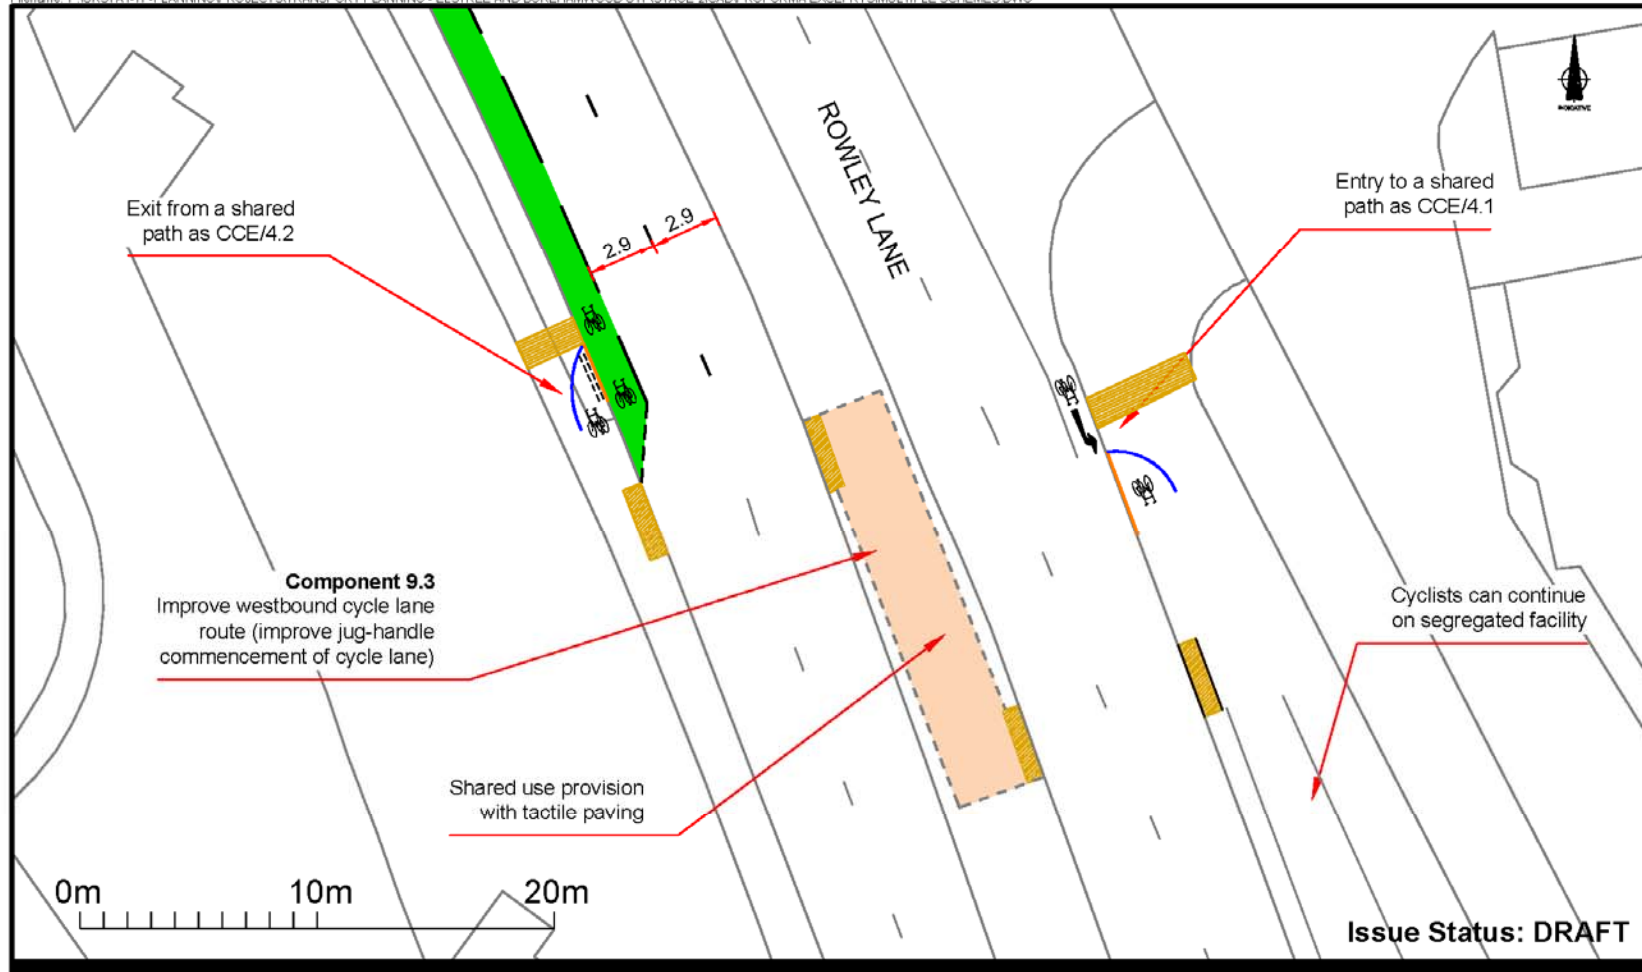 ROWLEY LANE
Exit from a shared
path as CCE/4.2
2.9
2.9
Entry to a shared
path as CCE/4.1
Component 9.3
Improve westbound cycle lane
route (improve jug-handle
commencement of cycle lane)
Cyclists can continue
on segregated facility
Shared use provision
with tactile paving
0m 10m 20m
Issue Status: DRAFT
INDICATIVE